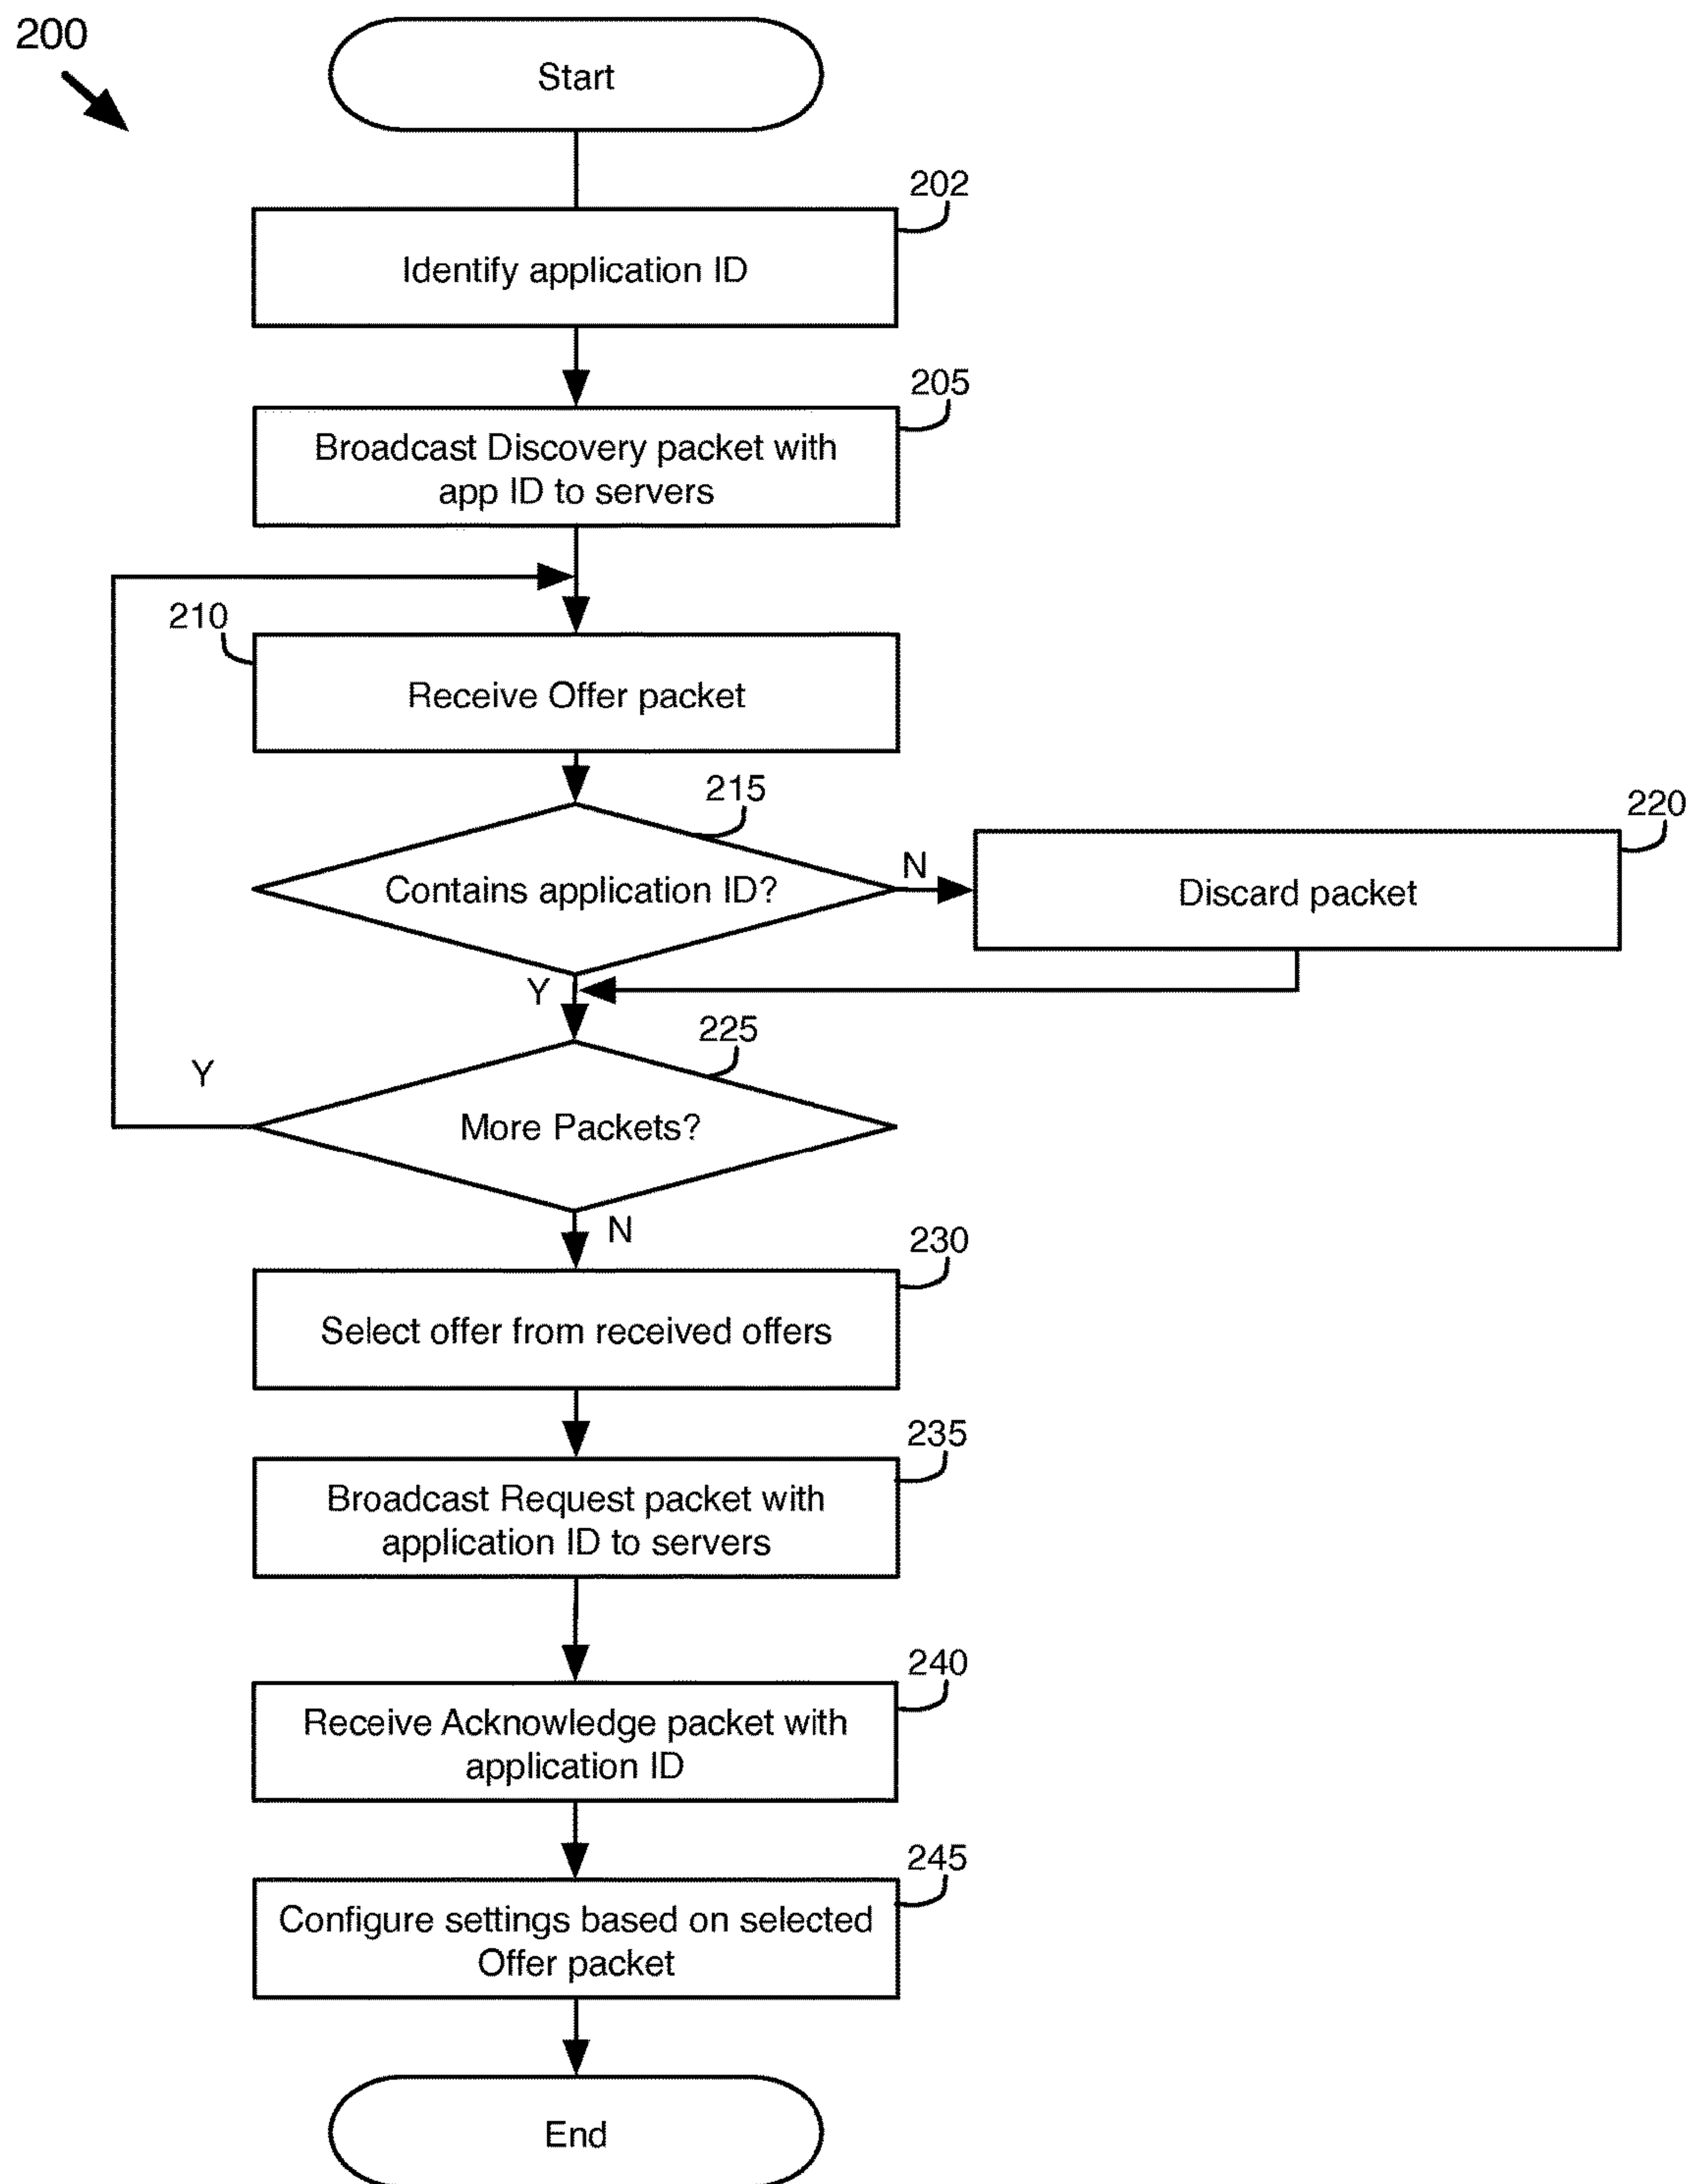 200
Start
202
Identify application ID
205
Broadcast Discovery packet with
app ID to servers
210
Receive Offer packet
215
Contains application ID?
N
220
Discard packet
Y
225
Y
More Packets?
N
230
Select offer from received offers
235
Broadcast Request packet with
application ID to servers
240
Receive Acknowledge packet with
application ID
245
Configure settings based on selected
Offer packet
End